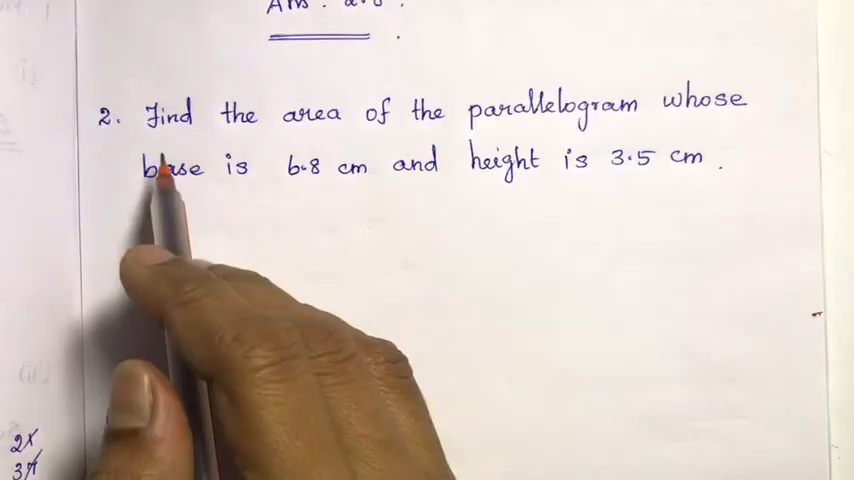 2. Find the area of the parallelogram whose
base is 6.8 cm and height is 3.5 cm.
2x